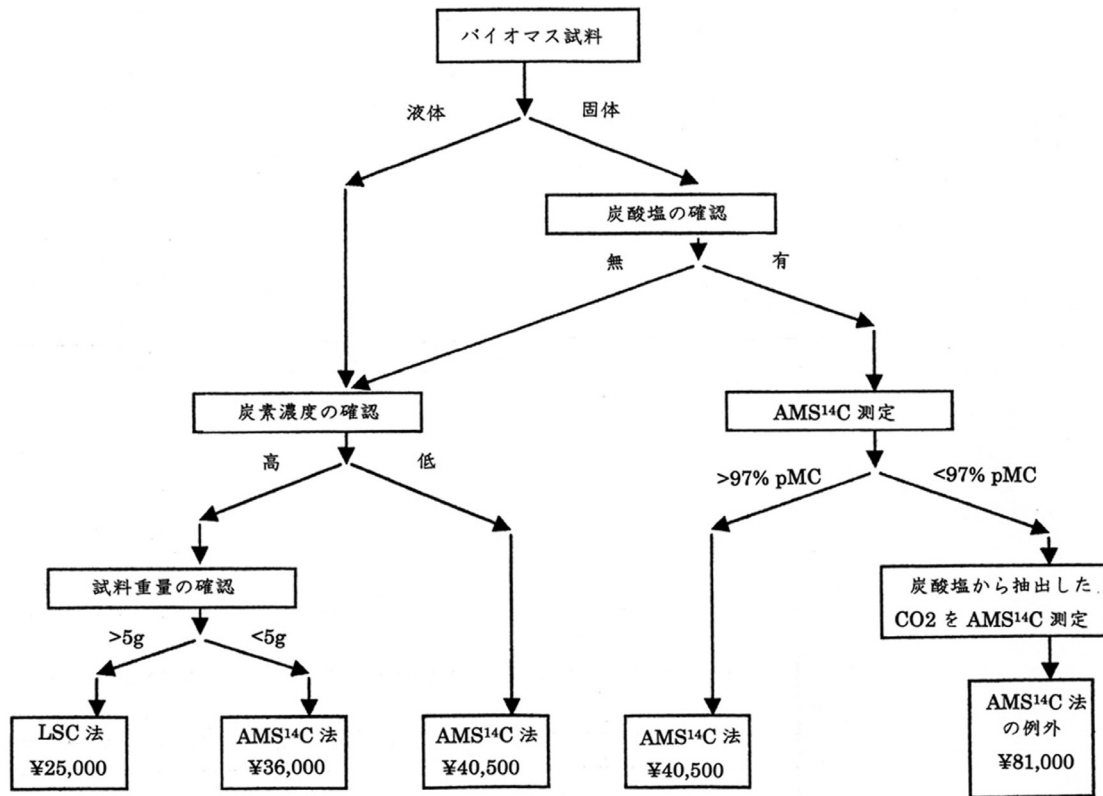 バイオマス試料
液体
固体
炭酸塩の確認
無
有
炭素濃度の確認
AMS¹⁴C 測定
高
低
>97% pMC
<97% pMC
試料重量の確認
炭酸塩から抽出した
CO2 を AMS¹⁴C 測定
>5g
<5g
LSC 法
¥25,000
AMS¹⁴C 法
¥36,000
AMS¹⁴C 法
¥40,500
AMS¹⁴C 法
¥40,500
AMS¹⁴C 法
の例外
¥81,000